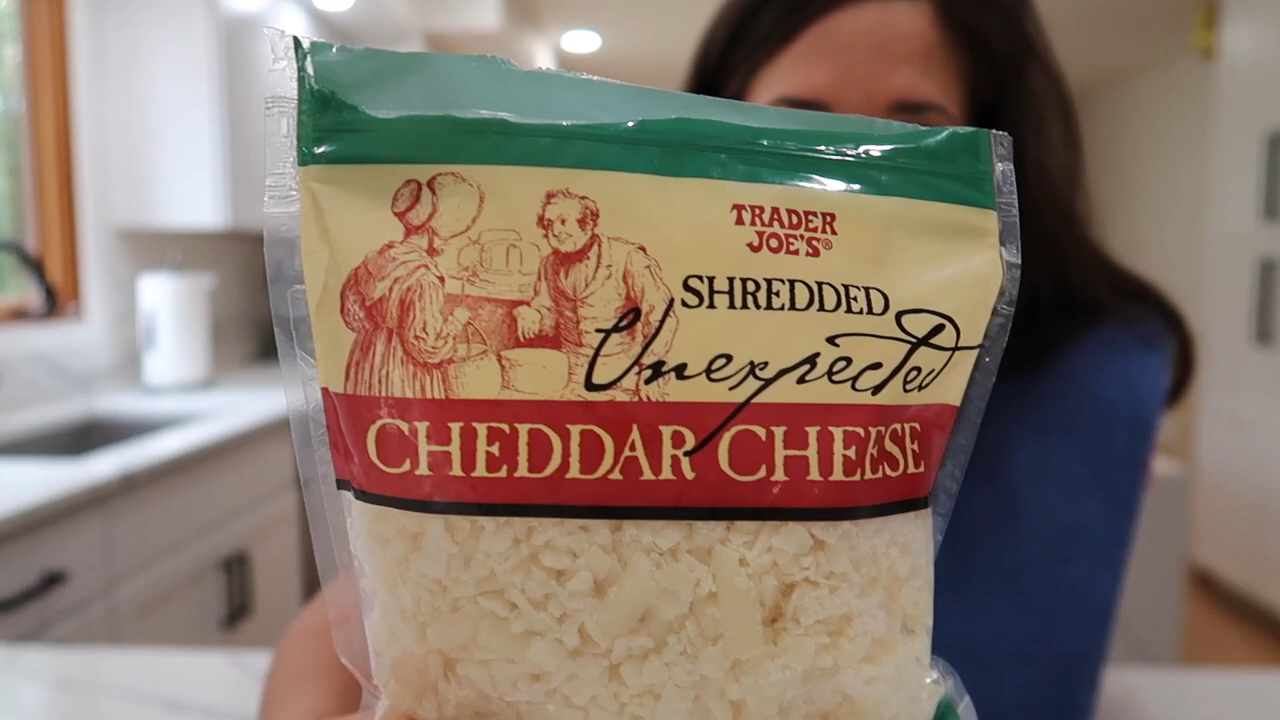 TRADER
JOE'S®
SHREDDED
Unexpected
CHEDDAR CHEESE